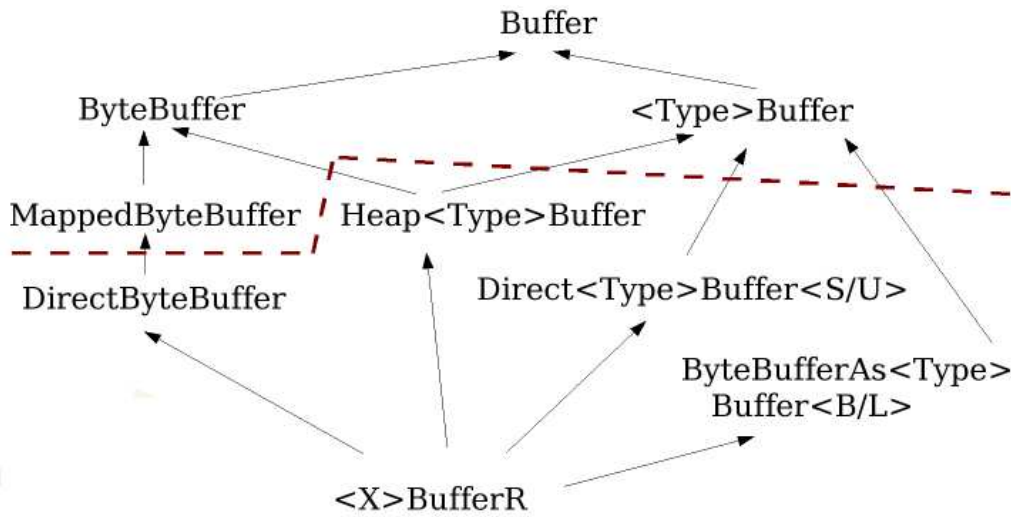 Buffer
ByteBuffer
<Type>Buffer
MappedByteBuffer
Heap<Type>Buffer
DirectByteBuffer
Direct<Type>Buffer<S/U>
ByteBufferAs<Type>
Buffer<B/L>
<X>BufferR